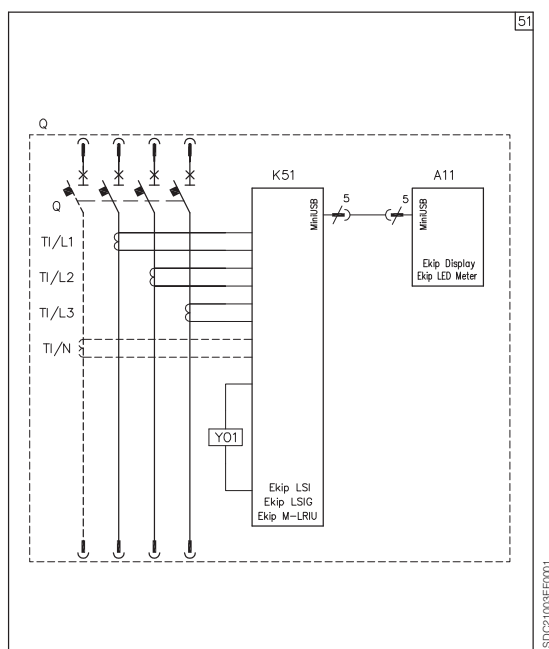 51
Q
K51
A11
Q
MiniUSB
5
5
MiniUSB
TI/L1
TI/L2
TI/L3
TI/N
Ekip Display
Ekip LED Meter
YO1
Ekip LSI
Ekip LSIG
Ekip M-LRIU
SDC21003EF0001